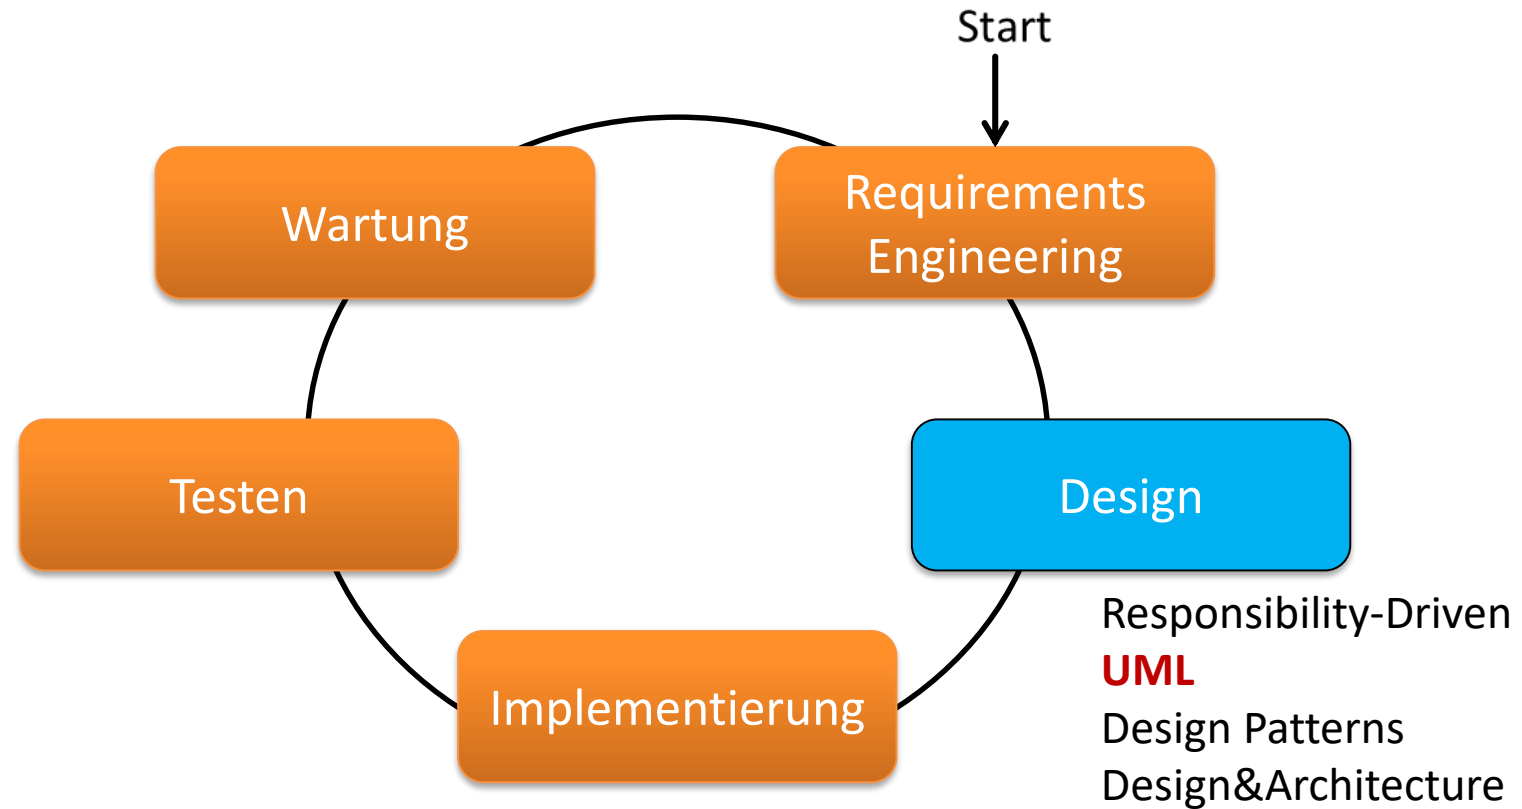 Start
Wartung
Requirements
Engineering
Testen
Design
Implementierung
Responsibility-Driven
UML
Design Patterns
Design&Architecture